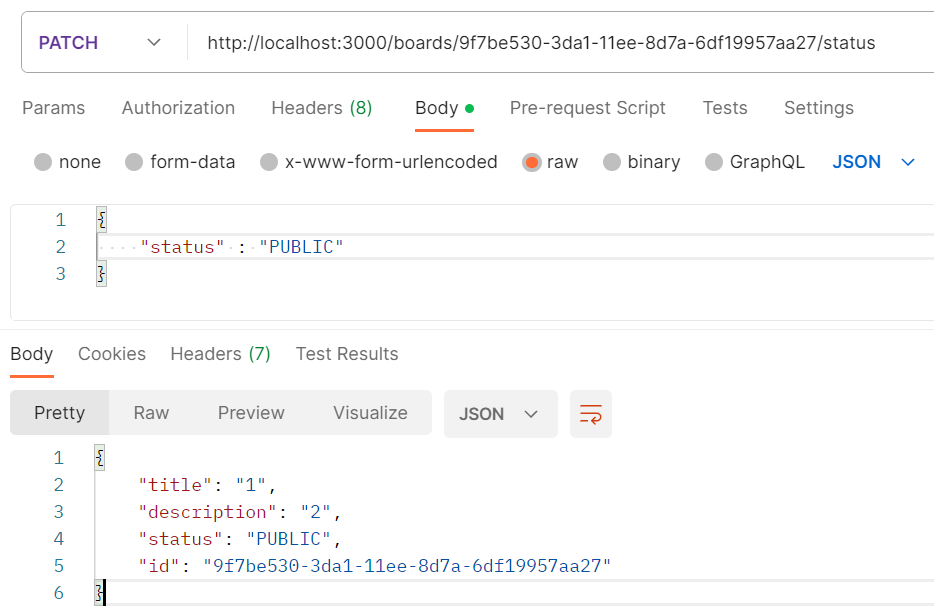 PATCH http://localhost:3000/boards/9f7be530-3da1-11ee-8d7a-6df19957aa27/status
Params Authorization Headers (8) Body Pre-request Script Tests Settings
none form-data x-www-form-urlencoded raw binary GraphQL JSON
1 {
2 ····"status"·:·"PUBLIC"
3 }
Body Cookies Headers (7) Test Results
Pretty Raw Preview Visualize JSON
1 {
2 "title": "1",
3 "description": "2",
4 "status": "PUBLIC",
5 "id": "9f7be530-3da1-11ee-8d7a-6df19957aa27"
6 }